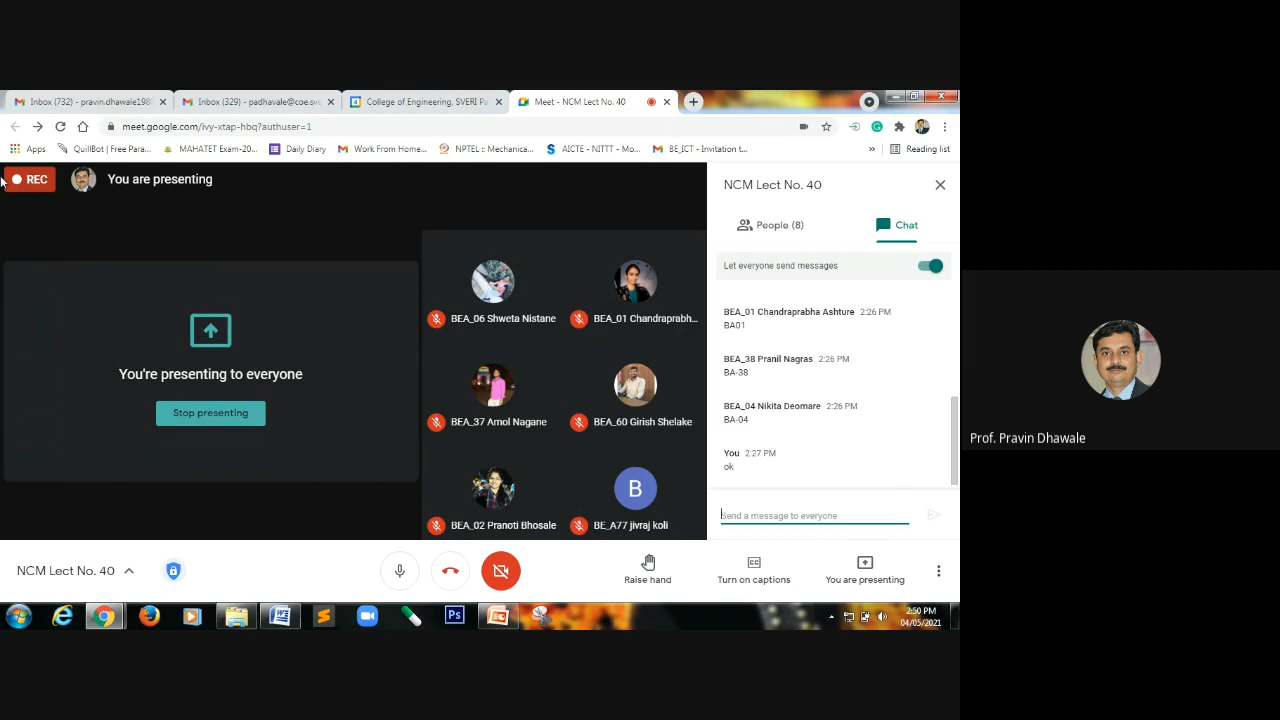 Inbox (732) - pravin.dhawale198
Inbox (329) - padhavale@coe.sve
College of Engineering, SVERI Pa
Meet - NCM Lect No. 40
meet.google.com/ivy-xtap-hbq?authuser=1
Apps
QuillBot | Free Para...
MAHATET Exam-20...
Daily Diary
Work From Home...
NPTEL :: Mechanica...
AICTE - NITTT - Mo...
BE_ICT - Invitation t...
»
Reading list
REC
You are presenting
You're presenting to everyone
Stop presenting
BEA_06 Shweta Nistane
BEA_01 Chandraprabh...
BEA_37 Amol Nagane
BEA_60 Girish Shelake
B
BEA_02 Pranoti Bhosale
BE_A77 jivraj koli
NCM Lect No. 40
People (8)
Chat
Let everyone send messages
BEA_01 Chandraprabha Ashture 2:26 PM
BA01
BEA_38 Pranil Nagras 2:26 PM
BA-38
BEA_04 Nikita Deomare 2:26 PM
BA-04
You 2:27 PM
ok
Send a message to everyone
Prof. Pravin Dhawale
NCM Lect No. 40
Raise hand
CC
Turn on captions
You are presenting
Ps
2:50 PM
04/05/2021